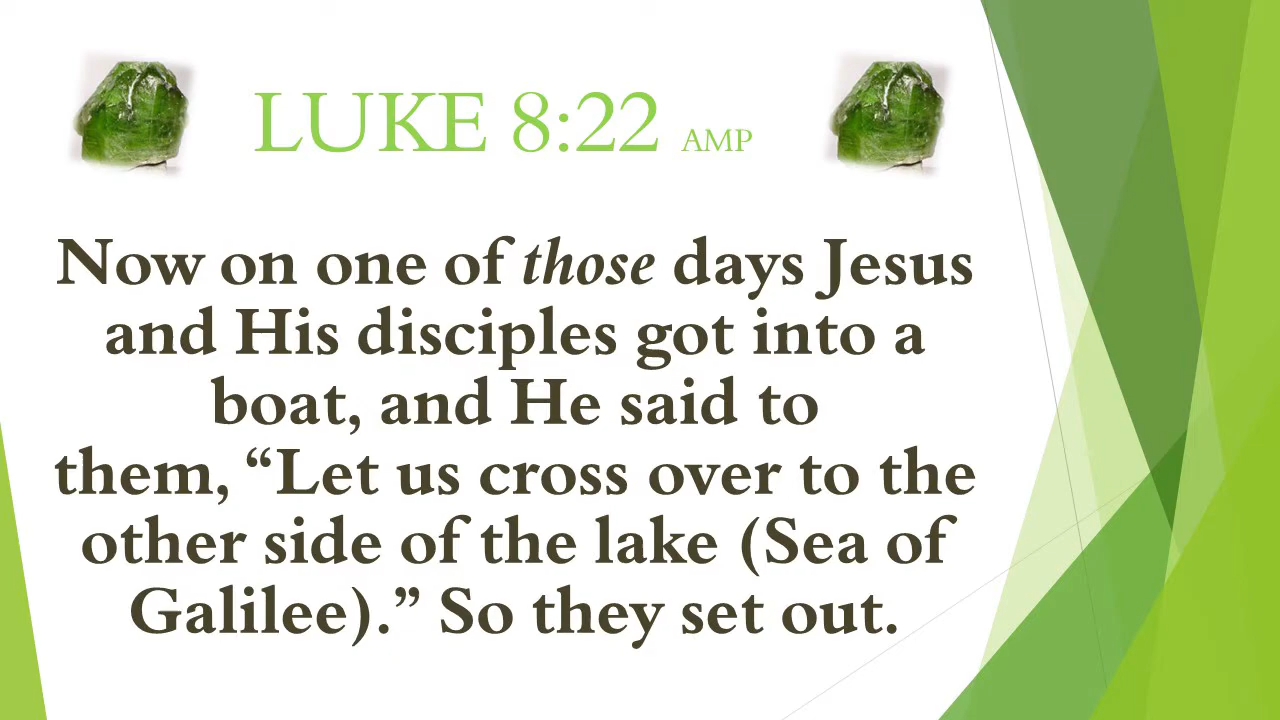 LUKE 8:22 AMP
Now on one of those days Jesus
and His disciples got into a
boat, and He said to
them, “Let us cross over to the
other side of the lake (Sea of
Galilee).” So they set out.